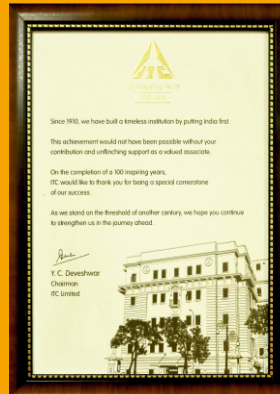 ITC
Since 1910, we have built a timeless institution by putting India first.
This achievement would not have been possible without your
contribution and unflinching support as a valued associate.
On the completion of a 100 inspiring years,
ITC would like to thank you for being a special cornerstone
of our success.
As we stand on the threshold of another century, we hope you continue
to strengthen us in the journey ahead.
Y. C. Deveshwar
Chairman
ITC Limited